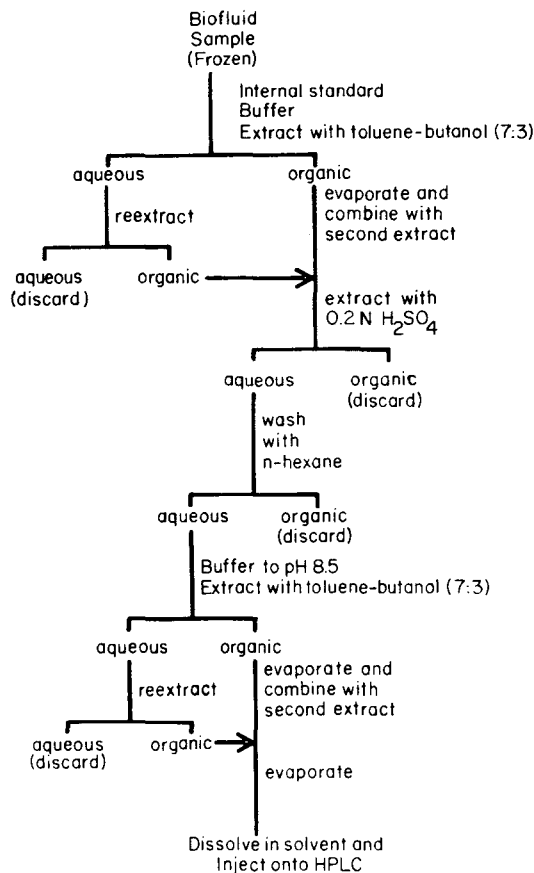 Biofluid
Sample
(Frozen)
Internal standard
Buffer
Extract with toluene-butanol (7:3)
aqueous
organic
reextract
evaporate and
combine with
second extract
aqueous
(discard)
organic
extract with
0.2 N H2SO4
aqueous
organic
(discard)
wash
with
n-hexane
aqueous
organic
(discard)
Buffer to pH 8.5
Extract with toluene-butanol (7:3)
aqueous
organic
reextract
evaporate and
combine with
second extract
aqueous
(discard)
organic
evaporate
Dissolve in solvent and
Inject onto HPLC